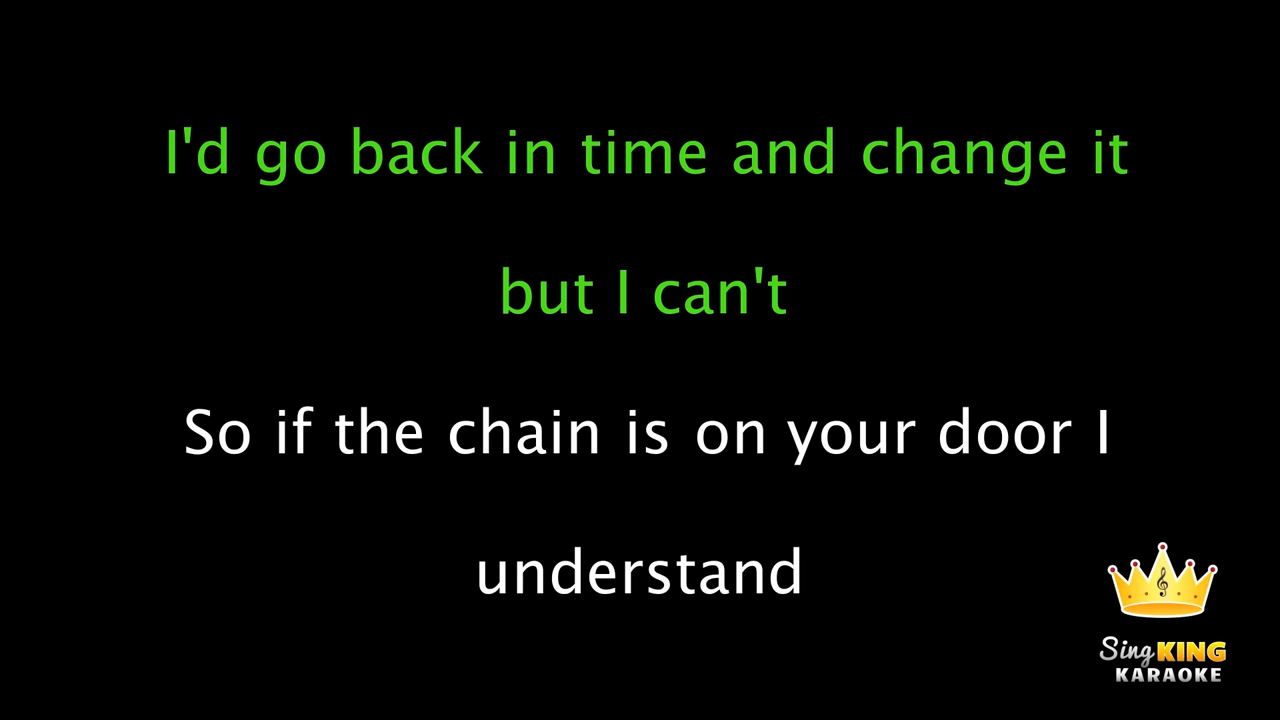 I'd go back in time and change it
but I can't
So if the chain is on your door I
understand
Sing KING
KARAOKE